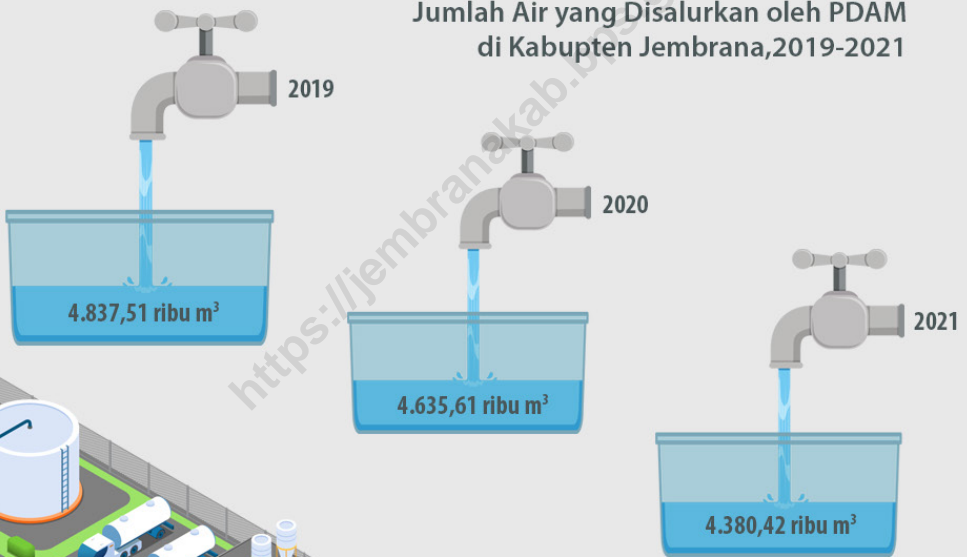 Jumlah Air yang Disalurkan oleh PDAM
di Kabupten Jembrana,2019-2021
2019
4.837,51 ribu m³
2020
4.635,61 ribu m³
2021
4.380,42 ribu m³
https://jembranakab.bps